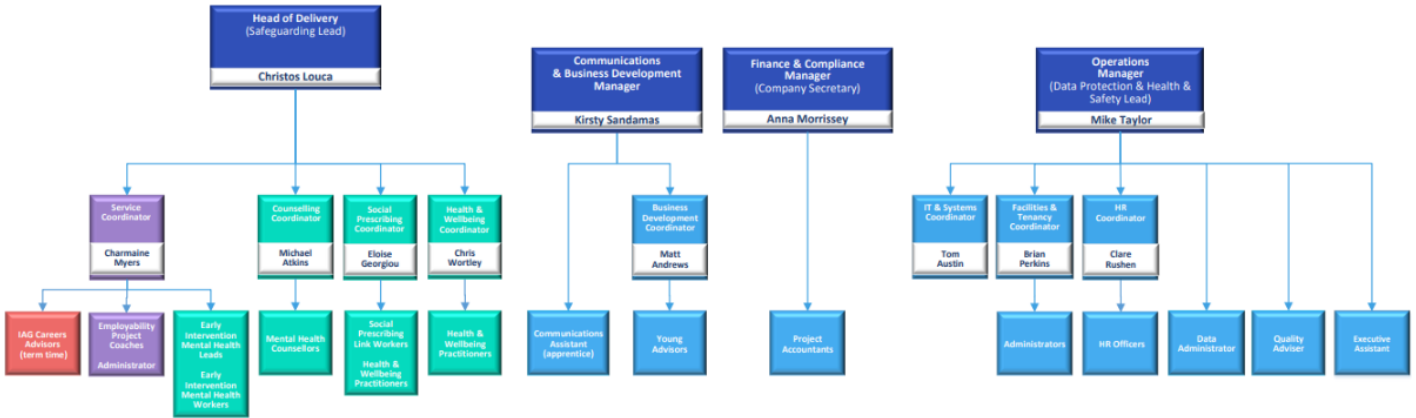 Head of Delivery
(Safeguarding Lead)
Christos Louca
Communications
& Business Development
Manager
Kirsty Sandamas
Finance & Compliance
Manager
(Company Secretary)
Anna Morrissey
Operations
Manager
(Data Protection & Health &
Safety Lead)
Mike Taylor
Service
Coordinator
Charmaine
Myers
Counselling
Coordinator
Michael
Atkins
Social
Prescribing
Coordinator
Eloise
Georgiou
Health &
Wellbeing
Coordinator
Chris
Wortley
Business
Development
Coordinator
Matt
Andrews
IT & Systems
Coordinator
Tom
Austin
Facilities &
Tenancy
Coordinator
Brian
Perkins
HR
Coordinator
Clare
Rushen
IAG Careers
Advisors
(term time)
Employability
Project
Coaches
Administrator
Early
Intervention
Mental Health
Leads
Early
Intervention
Mental Health
Workers
Mental Health
Counsellors
Social
Prescribing
Link Workers
Health &
Wellbeing
Practitioners
Health &
Wellbeing
Practitioners
Communications
Assistant
(apprentice)
Young
Advisors
Project
Accountants
Administrators
HR Officers
Data
Administrator
Quality
Adviser
Executive
Assistant